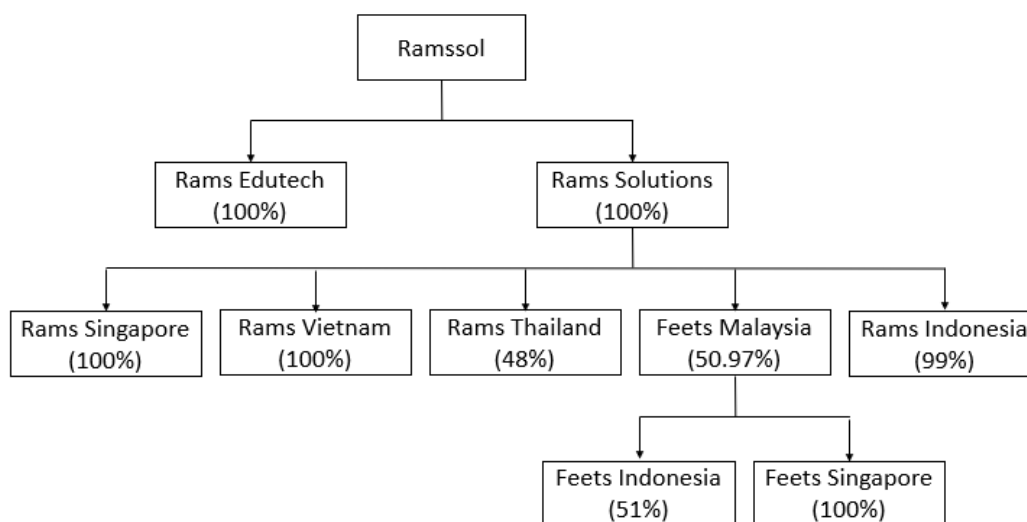 Ramssol
Rams Edutech
(100%)
Rams Solutions
(100%)
Rams Singapore
(100%)
Rams Vietnam
(100%)
Rams Thailand
(48%)
Feets Malaysia
(50.97%)
Rams Indonesia
(99%)
Feets Indonesia
(51%)
Feets Singapore
(100%)